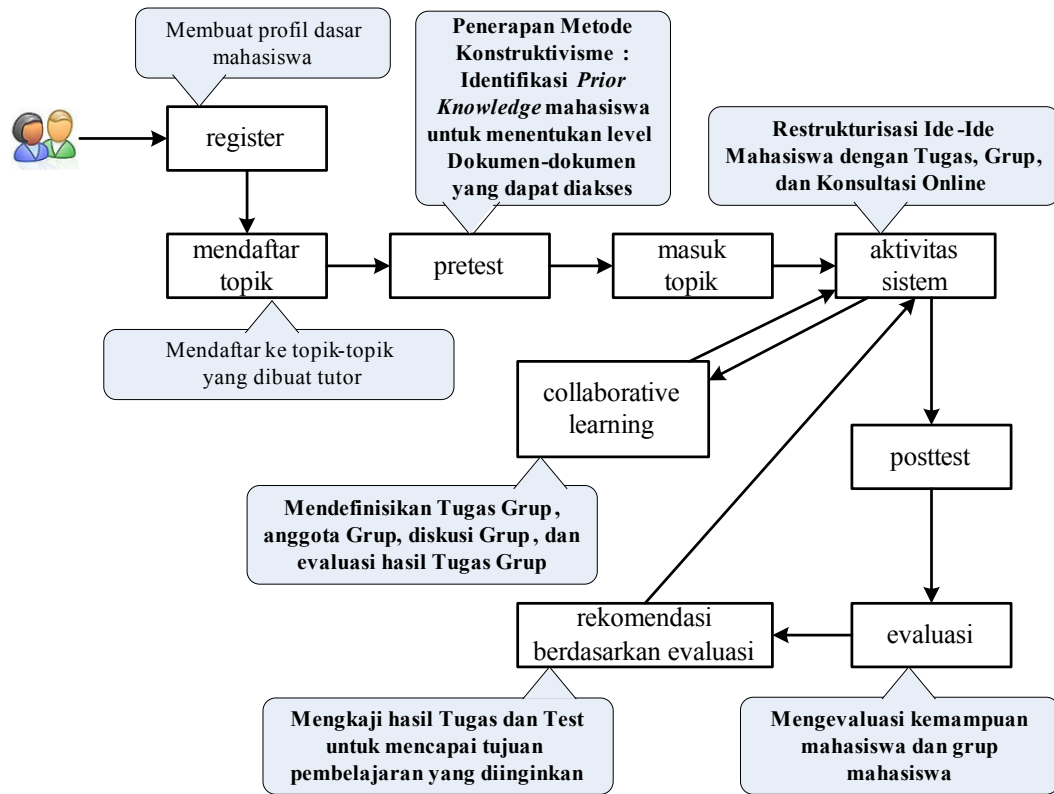 Membuat profil dasar
mahasiswa
register
Penerapan Metode
Konstruktivisme :
Identifikasi Prior
Knowledge mahasiswa
untuk menentukan level
Dokumen-dokumen
yang dapat diakses
Restrukturisasi Ide-Ide
Mahasiswa dengan Tugas, Grup,
dan Konsultasi Online
mendaftar
topik
pretest
masuk
topik
aktivitas
sistem
Mendaftar ke topik-topik
yang dibuat tutor
collaborative
learning
posttest
Mendefinisikan Tugas Grup,
anggota Grup, diskusi Grup, dan
evaluasi hasil Tugas Grup
rekomendasi
berdasarkan evaluasi
evaluasi
Mengkaji hasil Tugas dan Test
untuk mencapai tujuan
pembelajaran yang diinginkan
Mengevaluasi kemampuan
mahasiswa dan grup
mahasiswa